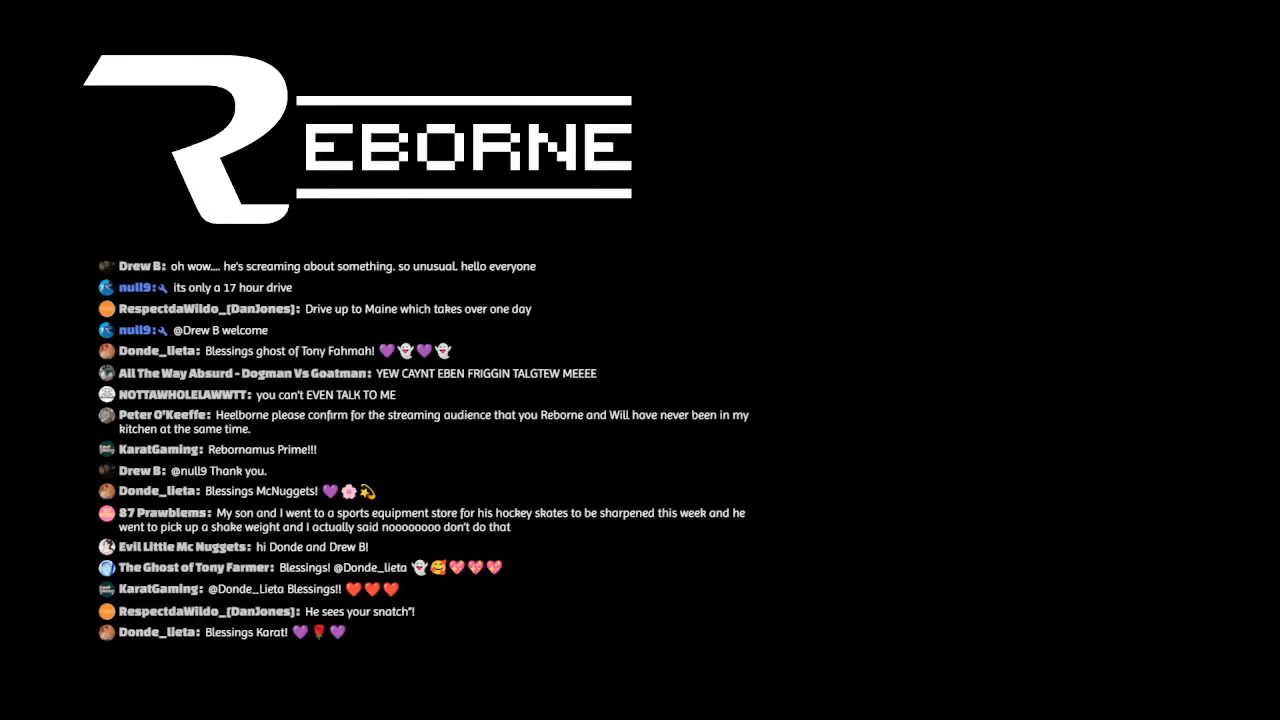 REBORNE
Drew B: oh wow.... he's screaming about something. so unusual. hello everyone
null9: its only a 17 hour drive
RespectdaWildo_(DanJones): Drive up to Maine which takes over one day
null9: @Drew B welcome
Donde_lieta: Blessings ghost of Tony Fahmah! 💜👻💜👻
All The Way Absurd - Dogman Vs Goatman: YEW CAYNT EBEN FRIGGIN TALGTEW MEEEE
NOTTAWHOLELAWWTT: you can't EVEN TALK TO ME
Peter O'Keeffe: Heelborne please confirm for the streaming audience that you Reborne and Will have never been in my
kitchen at the same time.
KaratGaming: Rebornamus Prime!!!
Drew B: @null9 Thank you.
Donde_lieta: Blessings McNuggets! 💜🌸💫
87 Prawblems: My son and I went to a sports equipment store for his hockey skates to be sharpened this week and he
went to pick up a shake weight and I actually said noooooooo don't do that
Evil Little Mc Nuggets: hi Donde and Drew B!
The Ghost of Tony Farmer: Blessings! @Donde_lieta 👻🥰💖💖💖
KaratGaming: @Donde_Lieta Blessings!! ❤️❤️❤️
RespectdaWildo_(DanJones): He sees your snatch"!
Donde_lieta: Blessings Karat! 💜🌹💜